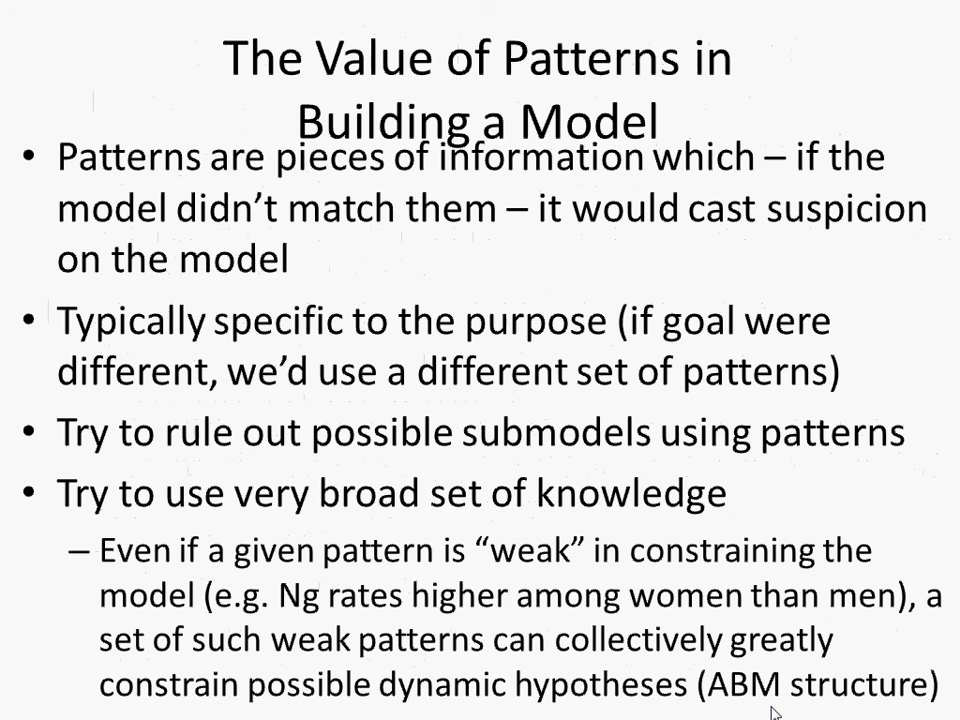 The Value of Patterns in
Building a Model
• Patterns are pieces of information which – if the
model didn’t match them – it would cast suspicion
on the model
• Typically specific to the purpose (if goal were
different, we’d use a different set of patterns)
• Try to rule out possible submodels using patterns
• Try to use very broad set of knowledge
– Even if a given pattern is “weak” in constraining the
model (e.g. Ng rates higher among women than men), a
set of such weak patterns can collectively greatly
constrain possible dynamic hypotheses (ABM structure)